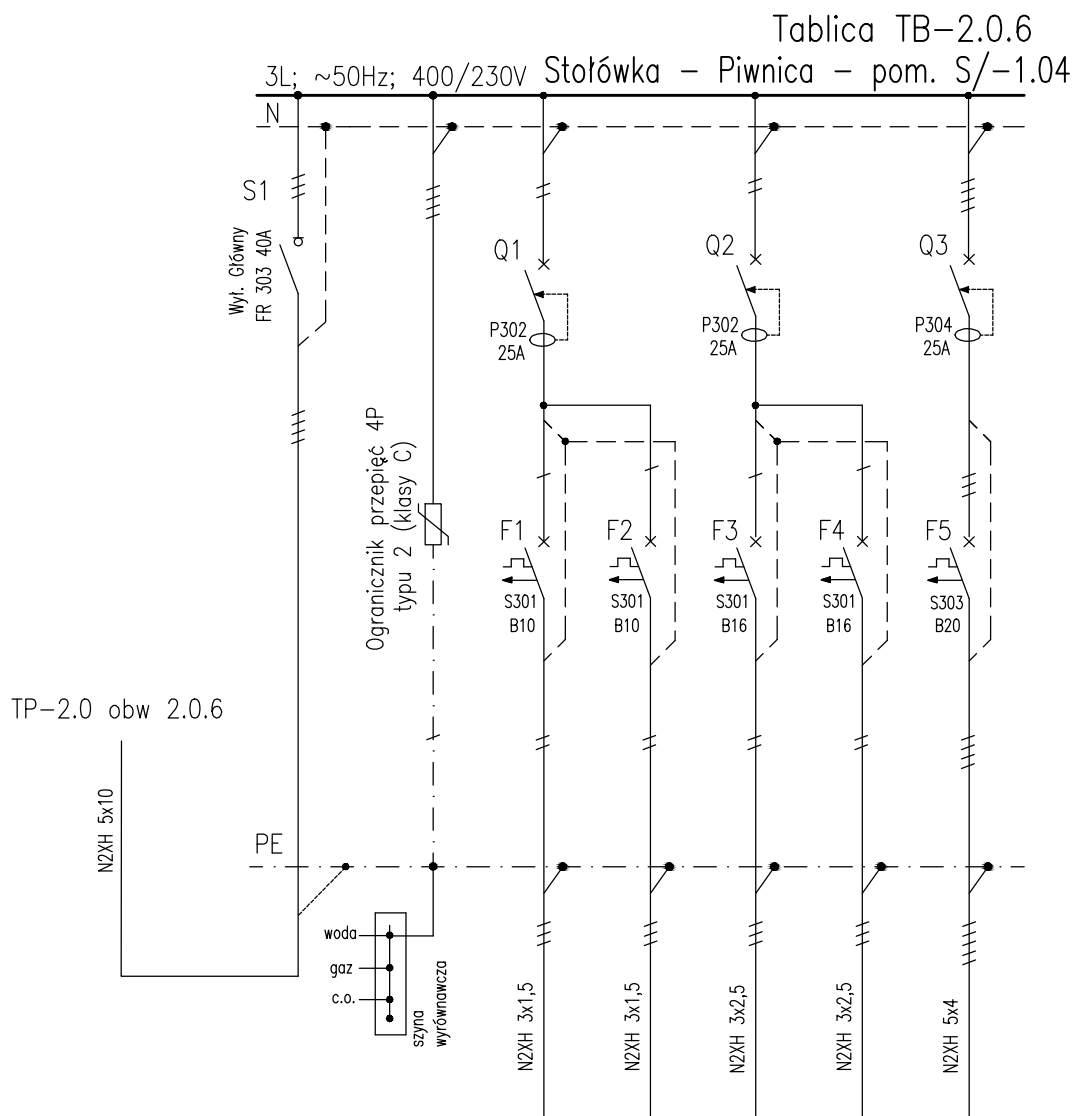 Tablica TB-2.0.6
Stołówka - Piwnica - pom. S/-1.04
3L; ~50Hz; 400/230V
N
S1
Wył. Główny
FR 303 40A
Q1
P302
25A
Q2
P302
25A
Q3
P304
25A
Ogranicznik przepięć 4P
typu 2 (klasy C)
F1
S301
B10
F2
S301
B10
F3
S301
B16
F4
S301
B16
F5
S303
B20
TP-2.0 obw 2.0.6
N2XH 5x10
PE
woda
gaz
c.o.
szyna
wyrównawcza
N2XH 3x1,5
N2XH 3x1,5
N2XH 3x2,5
N2XH 3x2,5
N2XH 5x4